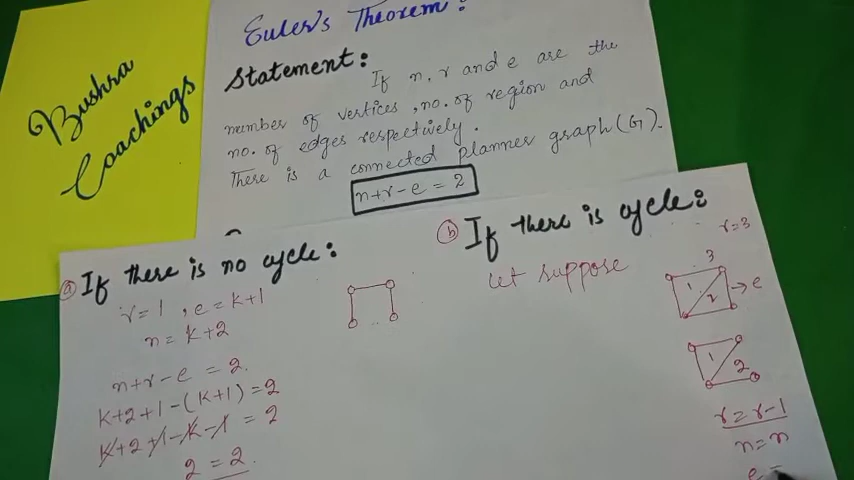 Bushra
Coachings
Euler's Theorem:
Statement:
If n, r and e are the
number of vertices, no. of region and
no. of edges respectively.
There is a connected planner graph (G).
n+r-e=2
(a) If there is no cycle:
r=1, e=k+1
n=k+2
n+r-e=2.
k+2+1-(k+1)=2
k+2+1-k-1=2
2=2.
(b) If there is cycle:
let suppose
r=3
3
1
2
→e
1
2
r=r-1
n=n
e=